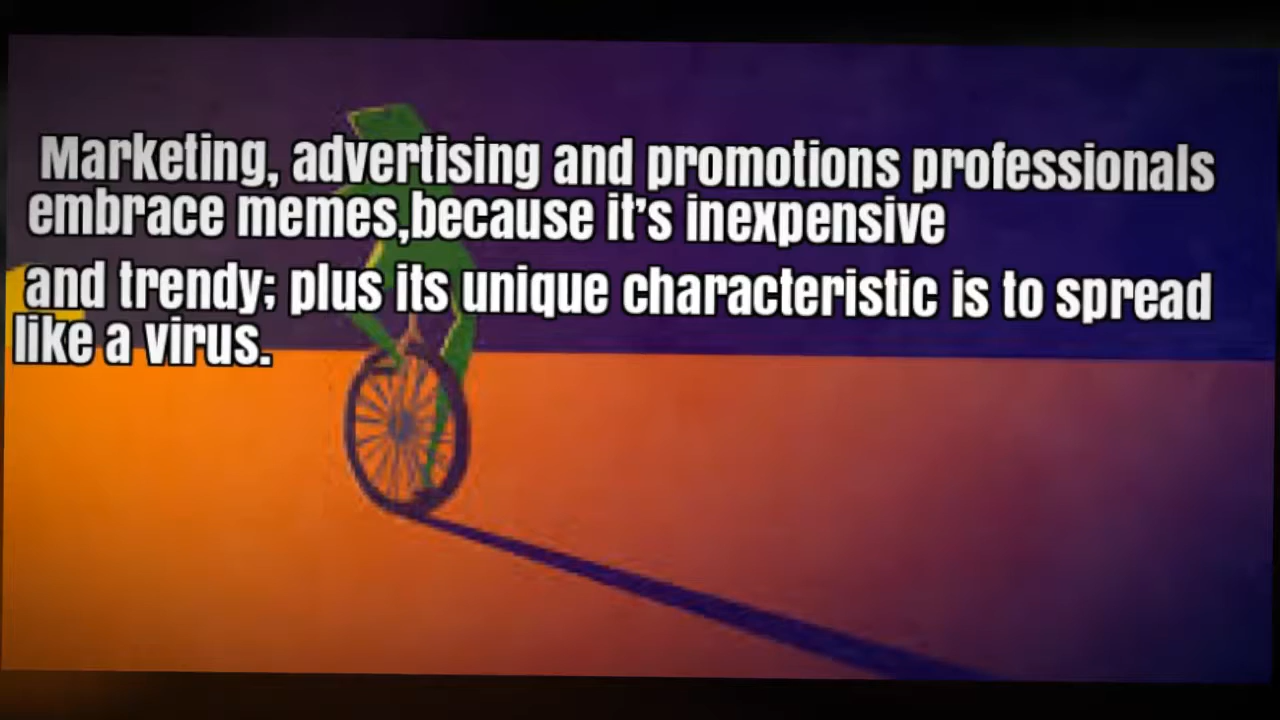 Marketing, advertising and promotions professionals
embrace memes,because it's inexpensive
and trendy; plus its unique characteristic is to spread
like a virus.